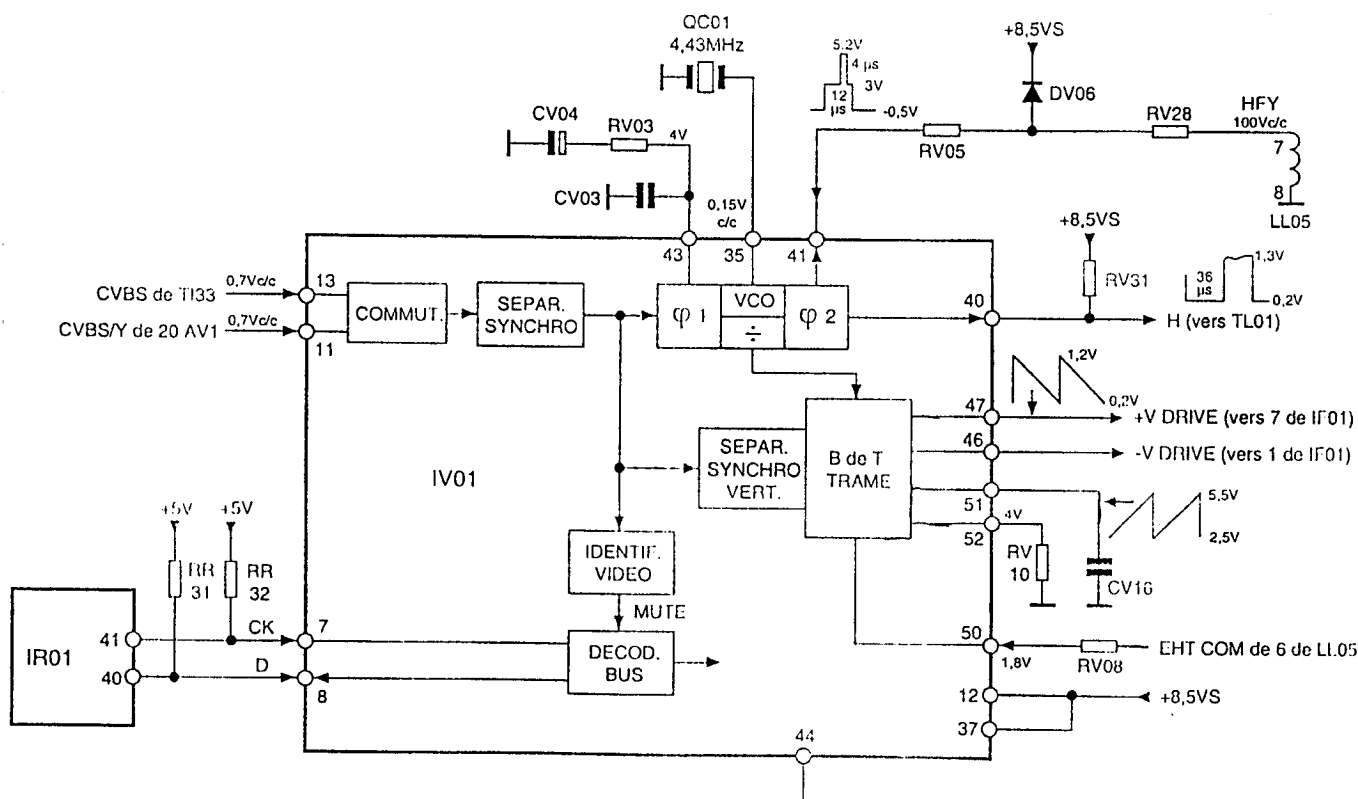 QC01
4,43MHz
CV04
RV03
4V
CV03
0,15V
c/c
5,2V
4 µs
3V
12
µs
-0,5V
+8,5VS
DV06
RV05
RV28
HFY
100Vc/c
7
8
LL05
43
35
41
13
CVBS de TI33
0,7Vc/c
CVBS/Y de 20 AV1
0,7Vc/c
11
COMMUT.
SEPAR.
SYNCHRO
φ 1
VCO
÷
φ 2
40
+8,5VS
RV31
36
µs
1,3V
0,2V
H (vers TL01)
1,2V
0,2V
47
+V DRIVE (vers 7 de IF01)
46
-V DRIVE (vers 1 de IF01)
SEPAR.
SYNCHRO
VERT.
B de T
TRAME
IV01
51
52
4V
RV
10
5,5V
2,5V
CV16
IDENTIF.
VIDEO
MUTE
DECOD.
BUS
+5V
+5V
RR
31
RR
32
IR01
41
CK
7
40
D
8
50
1,8V
RV08
EHT COM de 6 de LL05
12
+8,5VS
37
44